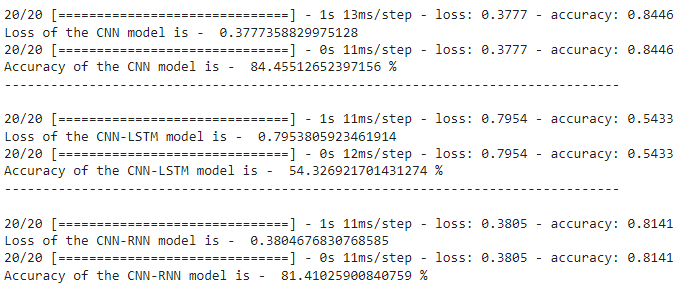 20/20 [==============================] - 1s 13ms/step - loss: 0.3777 - accuracy: 0.8446
Loss of the CNN model is -  0.3777358829975128
20/20 [==============================] - 0s 11ms/step - loss: 0.3777 - accuracy: 0.8446
Accuracy of the CNN model is -  84.45512652397156 %
--------------------------------------------------------------------------------
20/20 [==============================] - 1s 11ms/step - loss: 0.7954 - accuracy: 0.5433
Loss of the CNN-LSTM model is -  0.7953805923461914
20/20 [==============================] - 0s 12ms/step - loss: 0.7954 - accuracy: 0.5433
Accuracy of the CNN-LSTM model is -  54.326921701431274 %
--------------------------------------------------------------------------------
20/20 [==============================] - 1s 11ms/step - loss: 0.3805 - accuracy: 0.8141
Loss of the CNN-RNN model is -  0.3804676830768585
20/20 [==============================] - 0s 11ms/step - loss: 0.3805 - accuracy: 0.8141
Accuracy of the CNN-RNN model is -  81.41025900840759 %